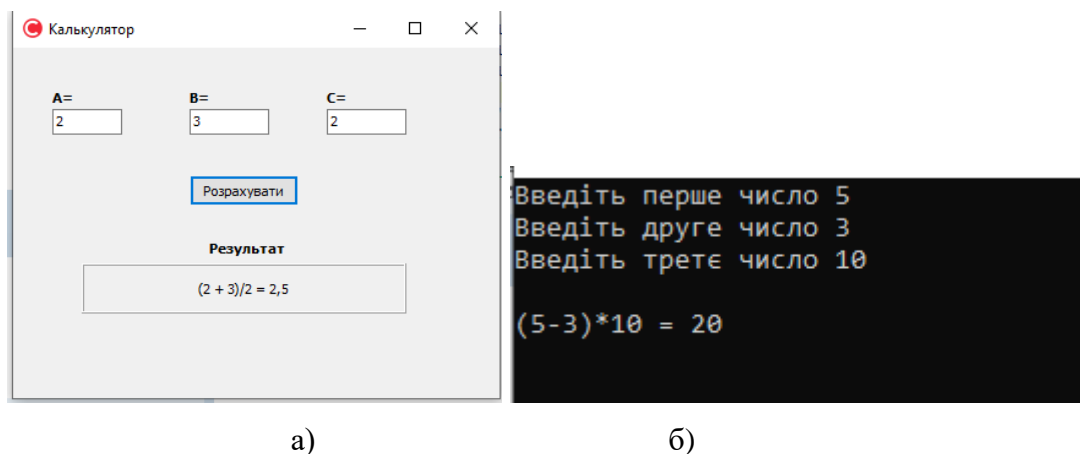 Калькулятор
A= B= C=
2 3 2
Розрахувати
Результат
(2 + 3)/2 = 2,5
Введіть перше число 5
Введіть друге число 3
Введіть третє число 10
(5-3)*10 = 20
а) б)